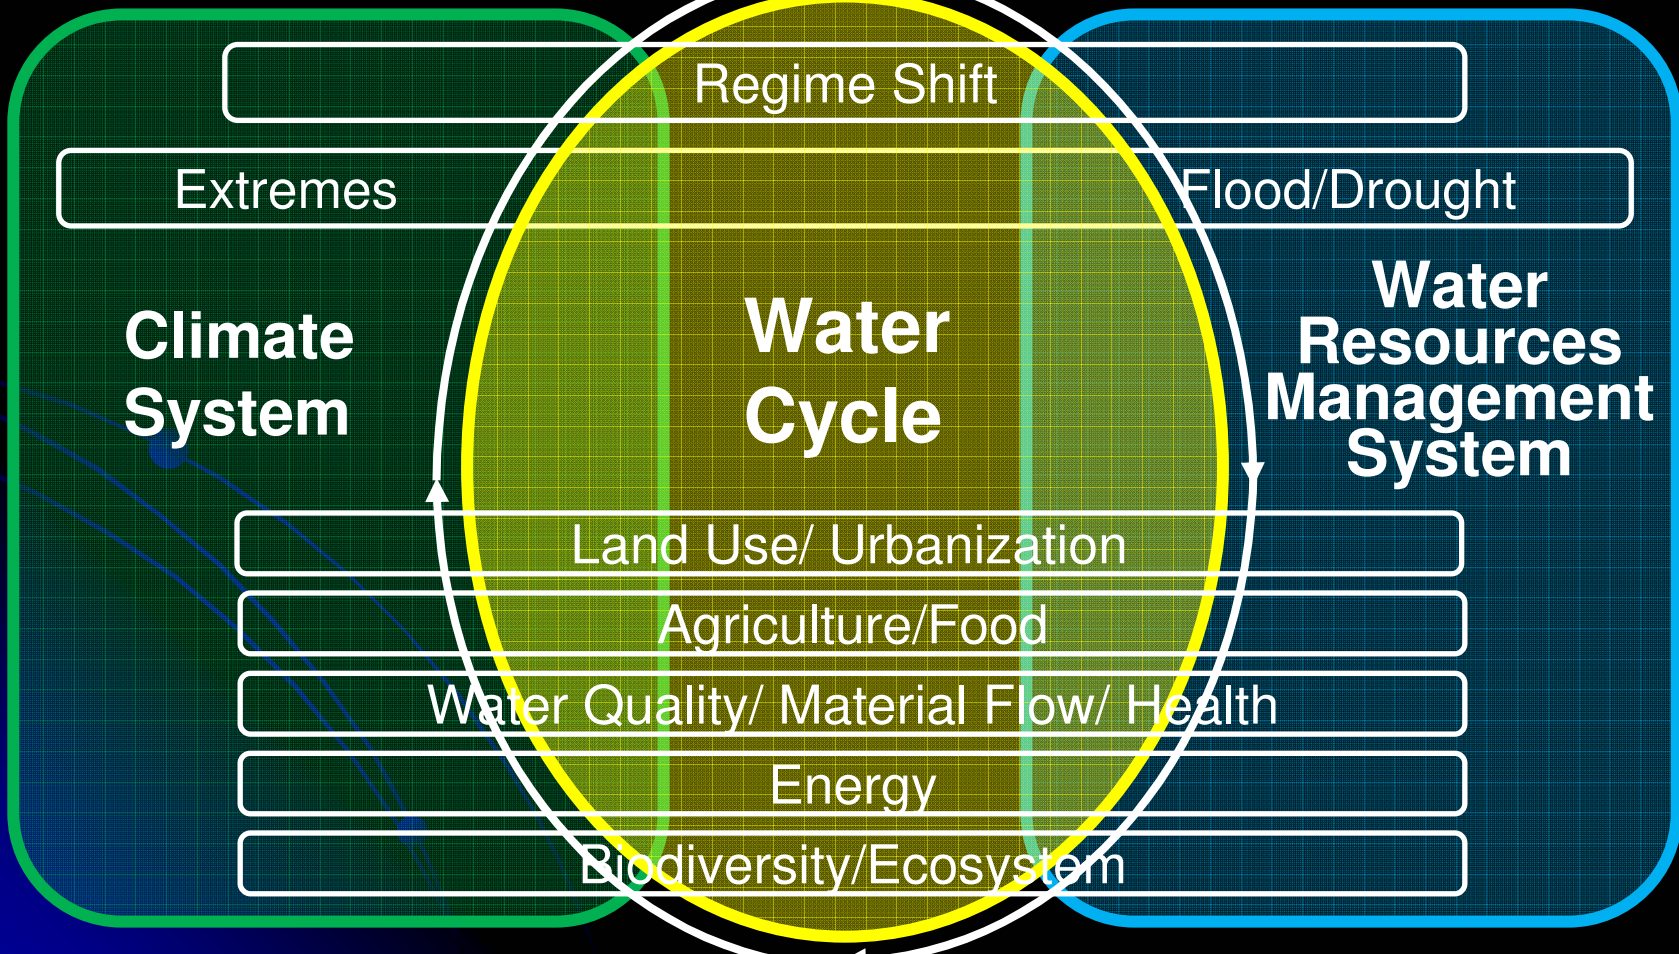 Regime Shift
Extremes
Flood/Drought
Climate
System
Water
Cycle
Water
Resources
Management
System
Land Use/ Urbanization
Agriculture/Food
Water Quality/ Material Flow/ Health
Energy
Biodiversity/Ecosystem